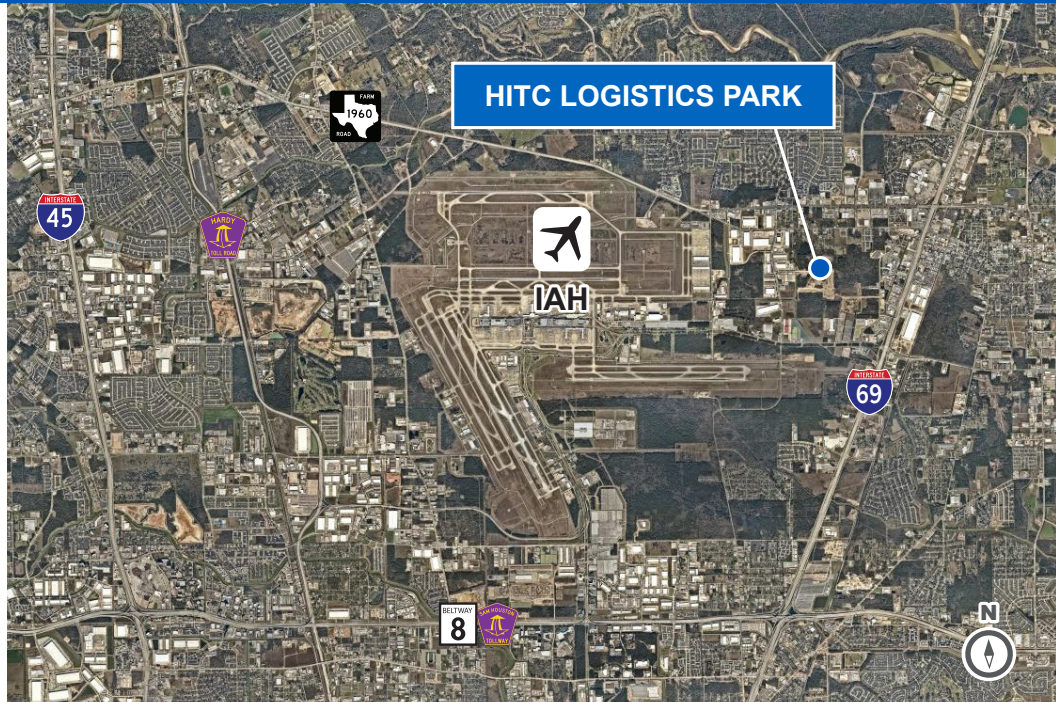 HITC LOGISTICS PARK
FARM
1960
ROAD
INTERSTATE
45
HARDY
TOLL ROAD
IAH
INTERSTATE
69
BELTWAY
8
SAM HOUSTON
TOLLWAY
N